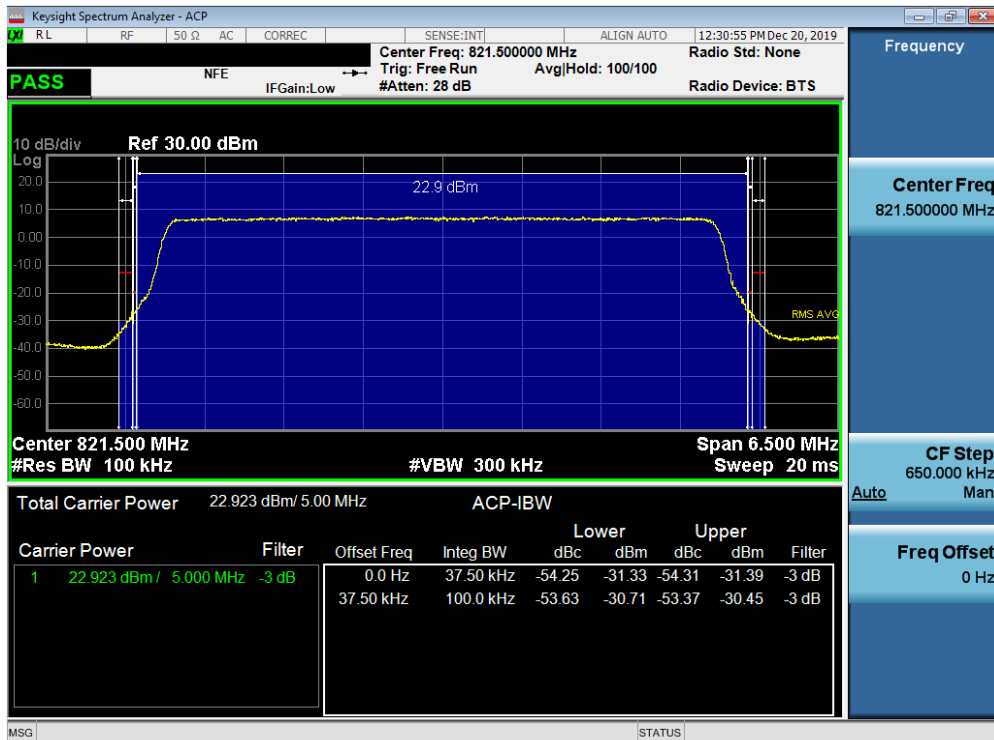 Keysight Spectrum Analyzer - ACP
LXI RL RF 50 Ω AC CORREC SENSE:INT ALIGN AUTO 12:30:55 PM Dec 20, 2019
Center Freq: 821.500000 MHz Radio Std: None
PASS NFE Trig: Free Run Avg|Hold: 100/100
IFGain:Low #Atten: 28 dB Radio Device: BTS
10 dB/div Ref 30.00 dBm
Log
20.0
22.9 dBm
10.0
0.00
-10.0
-20.0
RMS AVG
-30.0
-40.0
-50.0
-60.0
Center 821.500 MHz Span 6.500 MHz
#Res BW 100 kHz #VBW 300 kHz Sweep 20 ms
Total Carrier Power 22.923 dBm/ 5.00 MHz ACP-IBW
Lower Upper
Carrier Power Filter Offset Freq Integ BW dBc dBm dBc dBm Filter
1 22.923 dBm / 5.000 MHz -3 dB 0.0 Hz 37.50 kHz -54.25 -31.33 -54.31 -31.39 -3 dB
37.50 kHz 100.0 kHz -53.63 -30.71 -53.37 -30.45 -3 dB
MSG STATUS
Frequency
Center Freq
821.500000 MHz
CF Step
650.000 kHz
Auto Man
Freq Offset
0 Hz